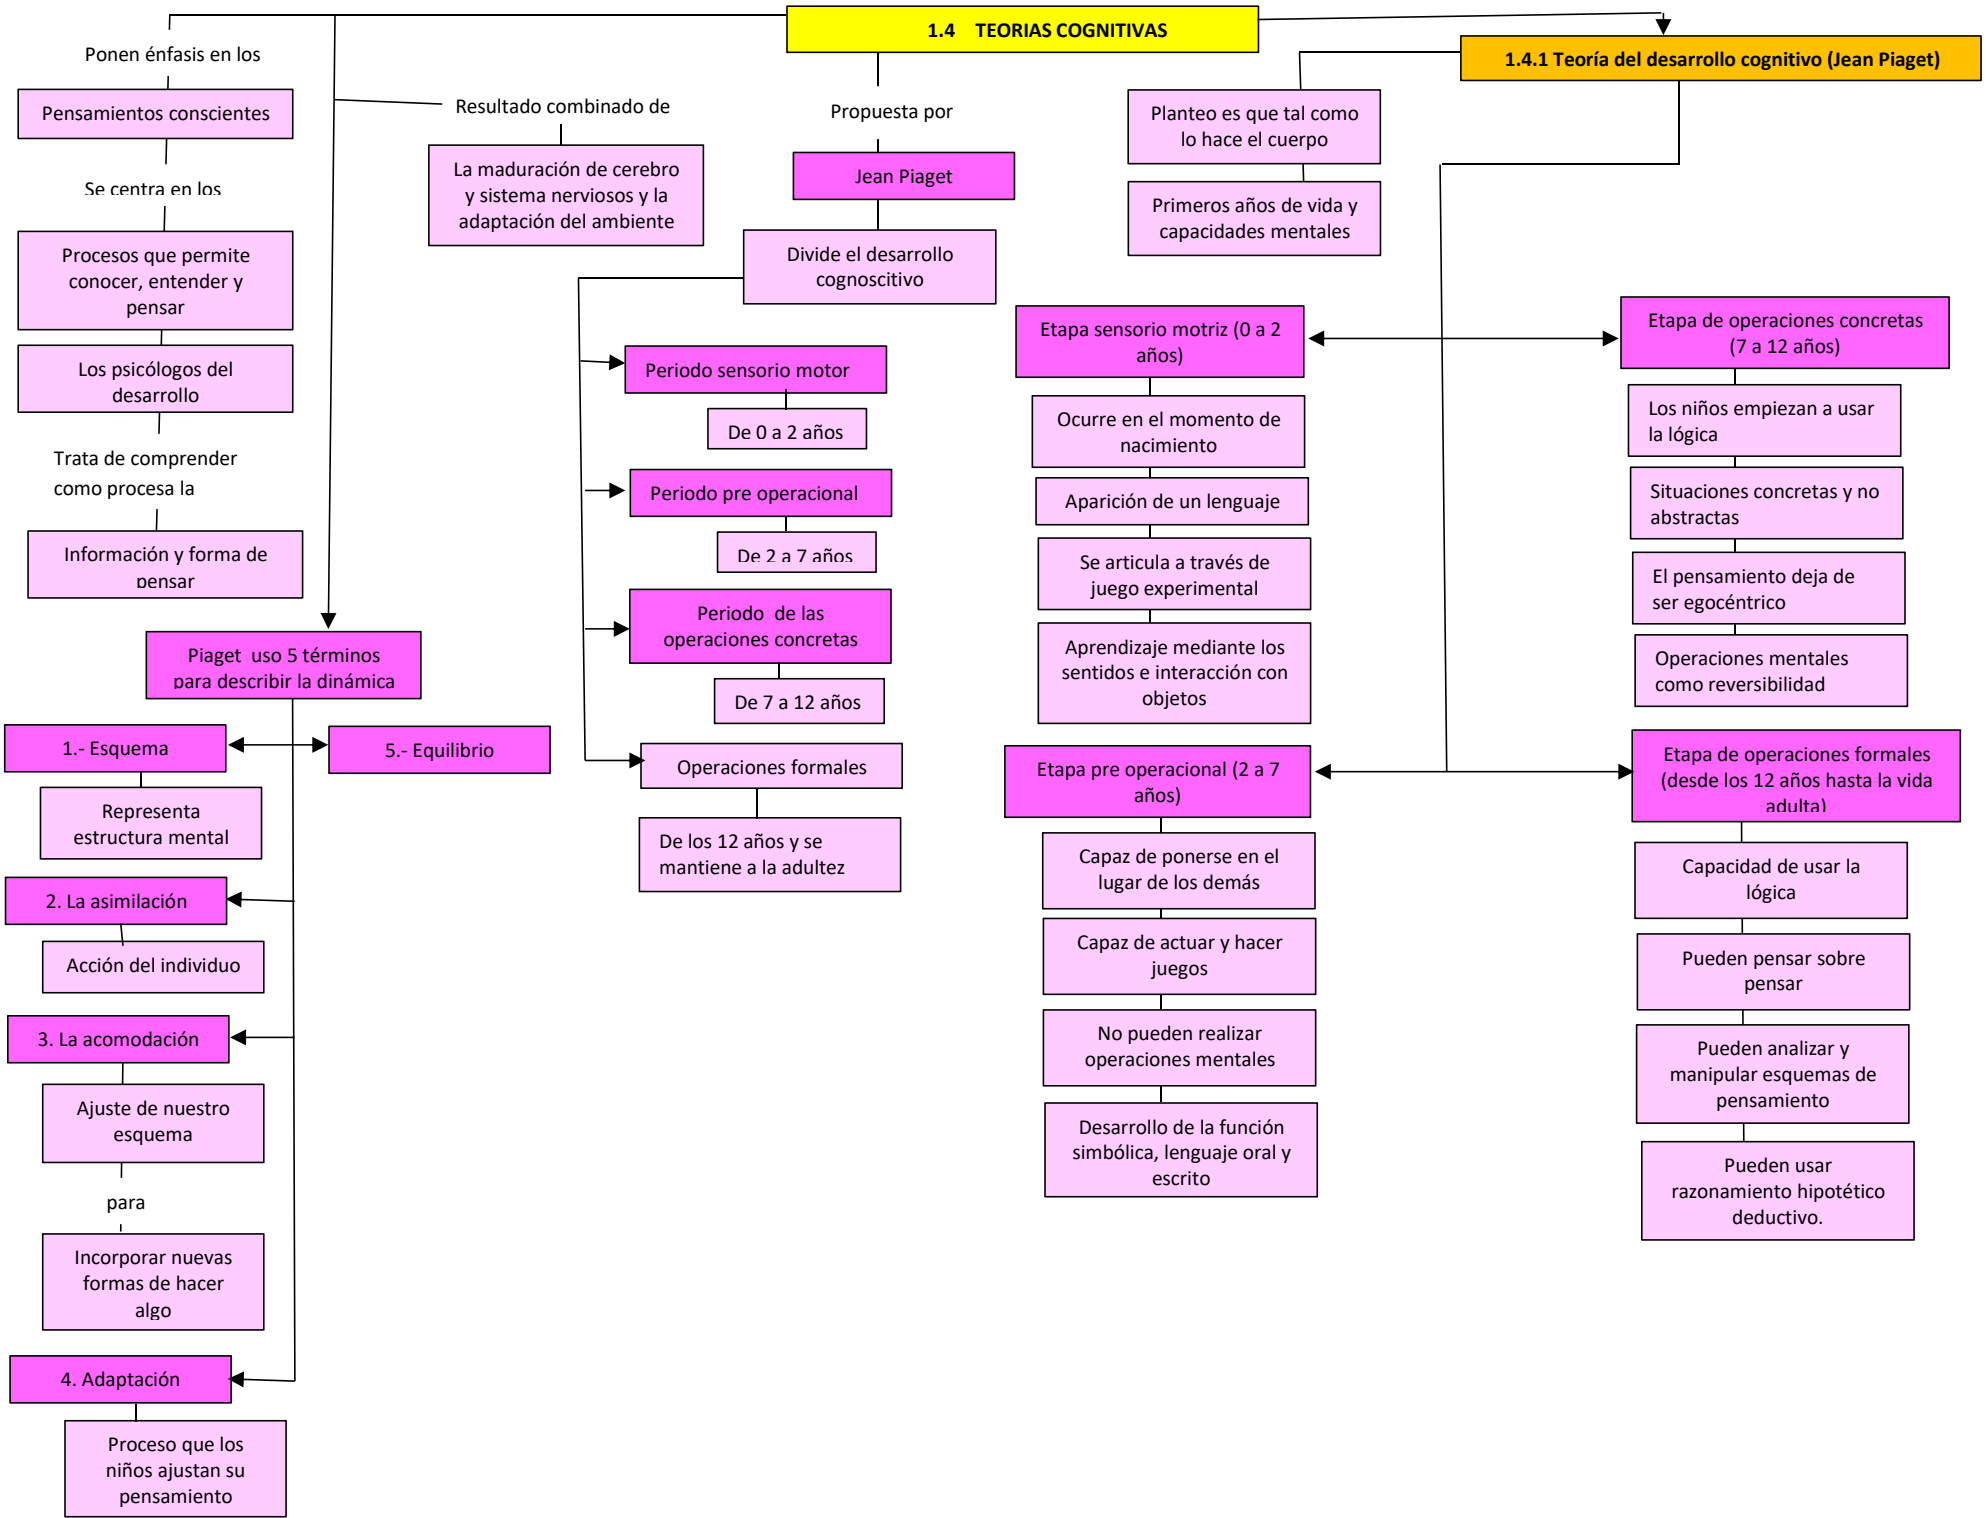 1.4 TEORIAS COGNITIVAS
Ponen énfasis en los
Pensamientos conscientes
Se centra en los
Procesos que permite
conocer, entender y
pensar
Los psicólogos del
desarrollo
Trata de comprender
como procesa la
Información y forma de
pensar
Resultado combinado de
La maduración de cerebro
y sistema nerviosos y la
adaptación del ambiente
Piaget uso 5 términos
para describir la dinámica
1.- Esquema
5.- Equilibrio
Representa
estructura mental
2. La asimilación
Acción del individuo
3. La acomodación
Ajuste de nuestro
esquema
para
Incorporar nuevas
formas de hacer
algo
4. Adaptación
Proceso que los
niños ajustan su
pensamiento
Propuesta por
Jean Piaget
Divide el desarrollo
cognoscitivo
Periodo sensorio motor
De 0 a 2 años
Periodo pre operacional
De 2 a 7 años
Periodo de las
operaciones concretas
De 7 a 12 años
Operaciones formales
De los 12 años y se
mantiene a la adultez
1.4.1 Teoría del desarrollo cognitivo (Jean Piaget)
Planteo es que tal como
lo hace el cuerpo
Primeros años de vida y
capacidades mentales
Etapa sensorio motriz (0 a 2
años)
Ocurre en el momento de
nacimiento
Aparición de un lenguaje
Se articula a través de
juego experimental
Aprendizaje mediante los
sentidos e interacción con
objetos
Etapa pre operacional (2 a 7
años)
Capaz de ponerse en el
lugar de los demás
Capaz de actuar y hacer
juegos
No pueden realizar
operaciones mentales
Desarrollo de la función
simbólica, lenguaje oral y
escrito
Etapa de operaciones concretas
(7 a 12 años)
Los niños empiezan a usar
la lógica
Situaciones concretas y no
abstractas
El pensamiento deja de
ser egocéntrico
Operaciones mentales
como reversibilidad
Etapa de operaciones formales
(desde los 12 años hasta la vida
adulta)
Capacidad de usar la
lógica
Pueden pensar sobre
pensar
Pueden analizar y
manipular esquemas de
pensamiento
Pueden usar
razonamiento hipotético
deductivo.